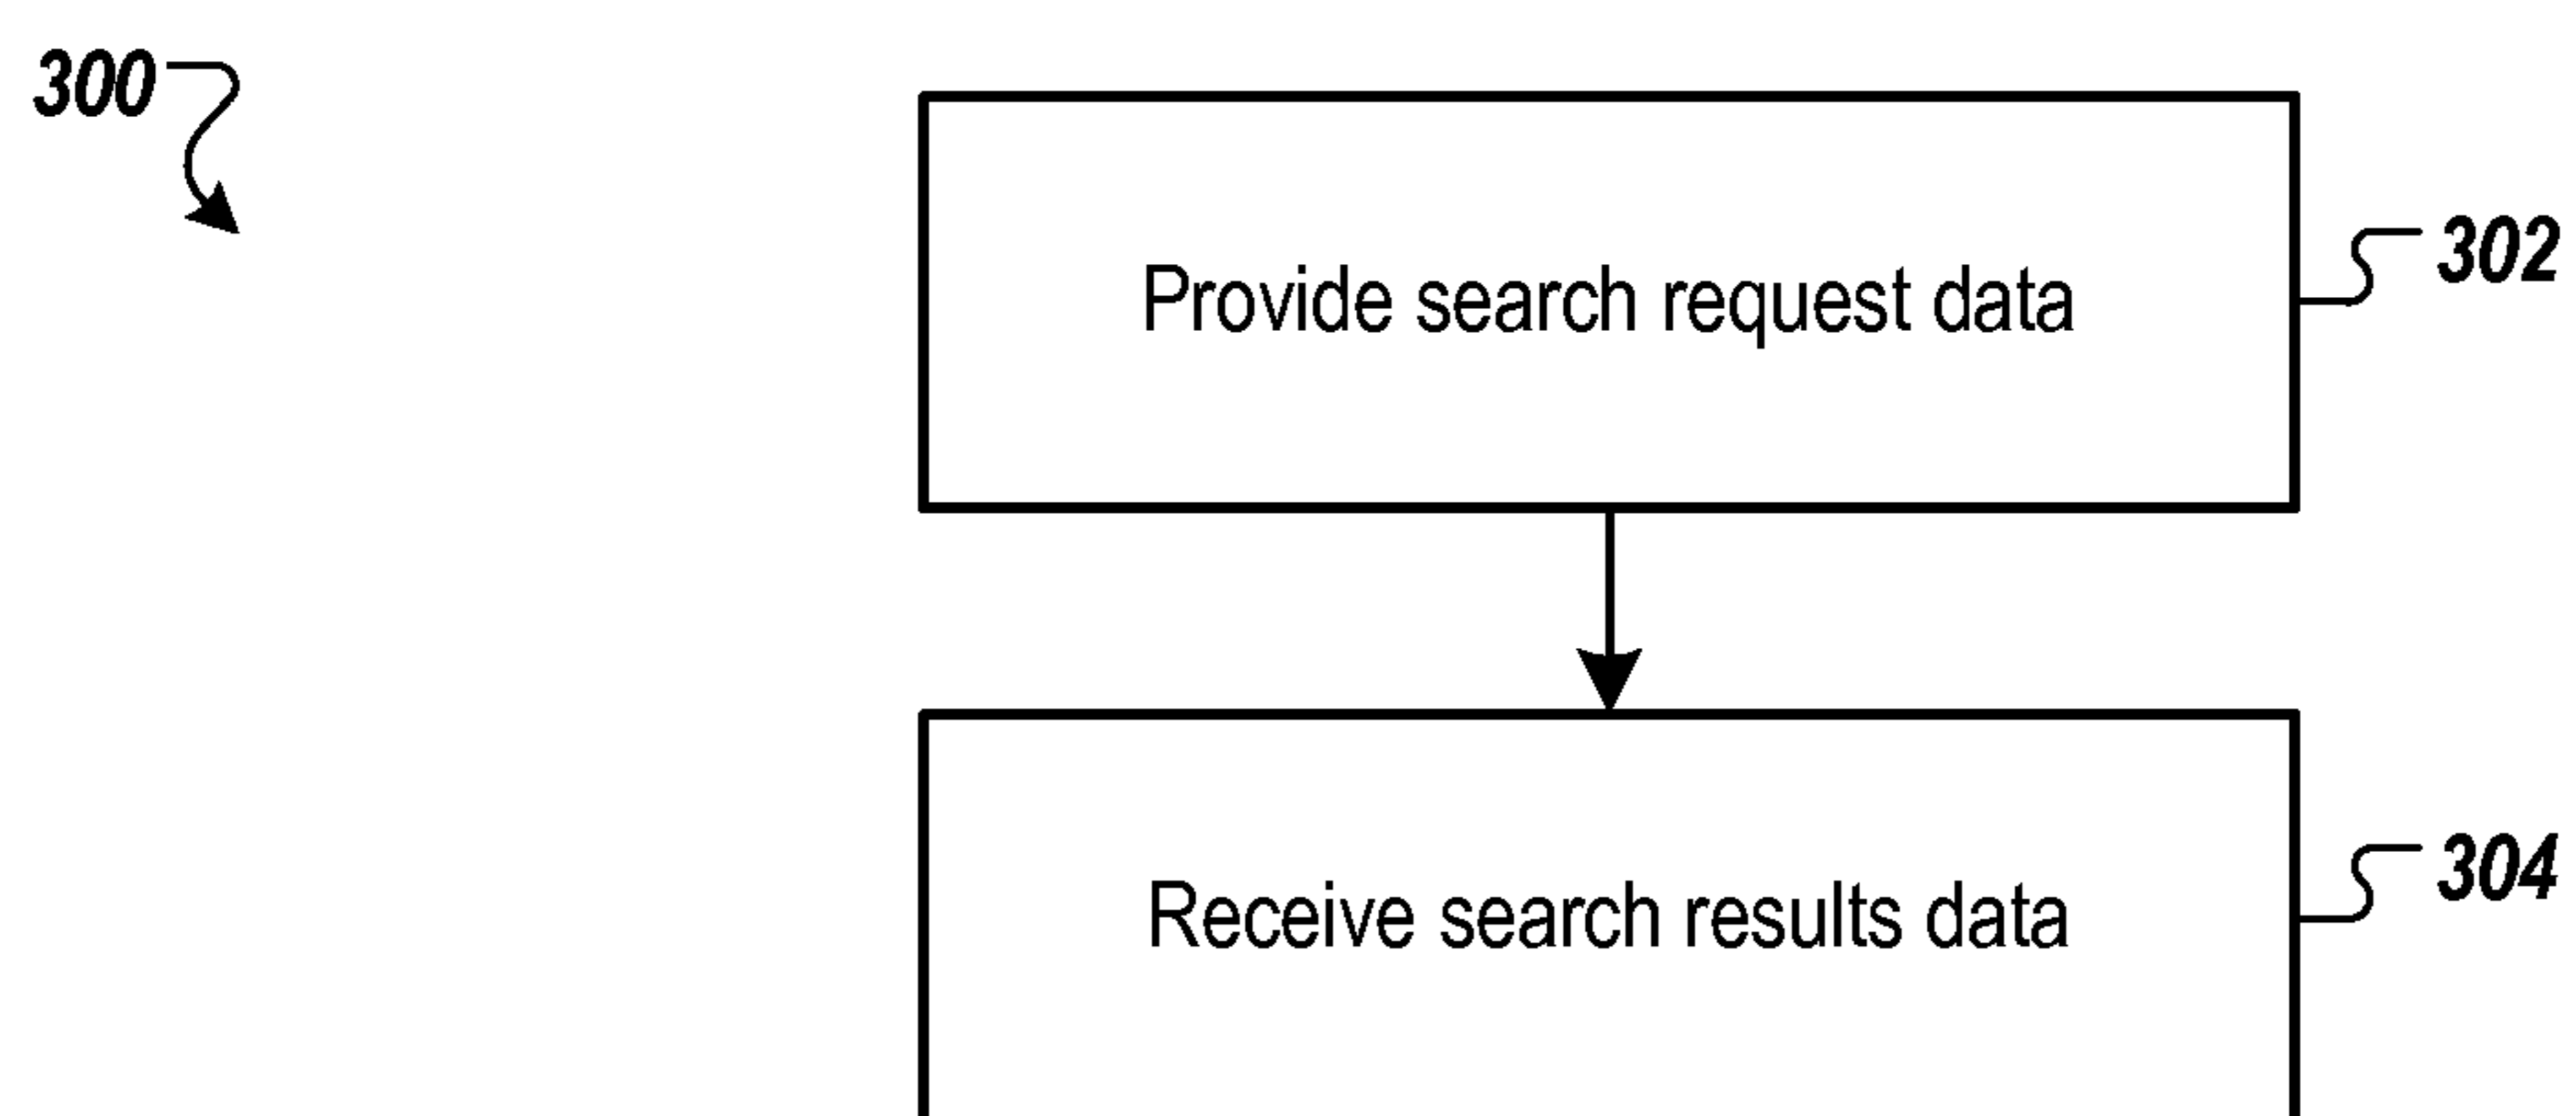 300
Provide search request data
302
Receive search results data
304